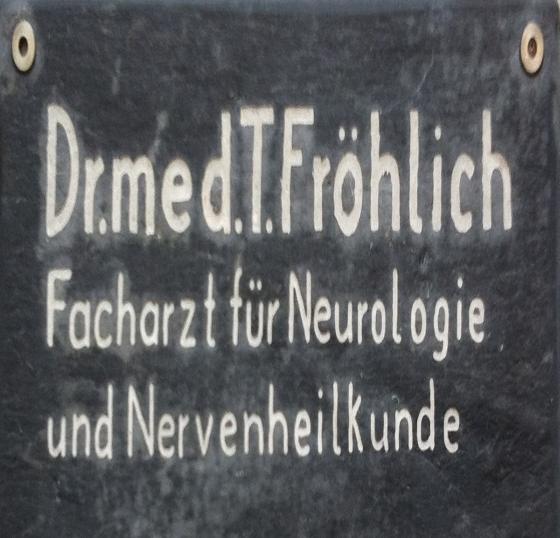 Dr.med.T.Fröhlich
Facharzt für Neurologie
und Nervenheilkunde